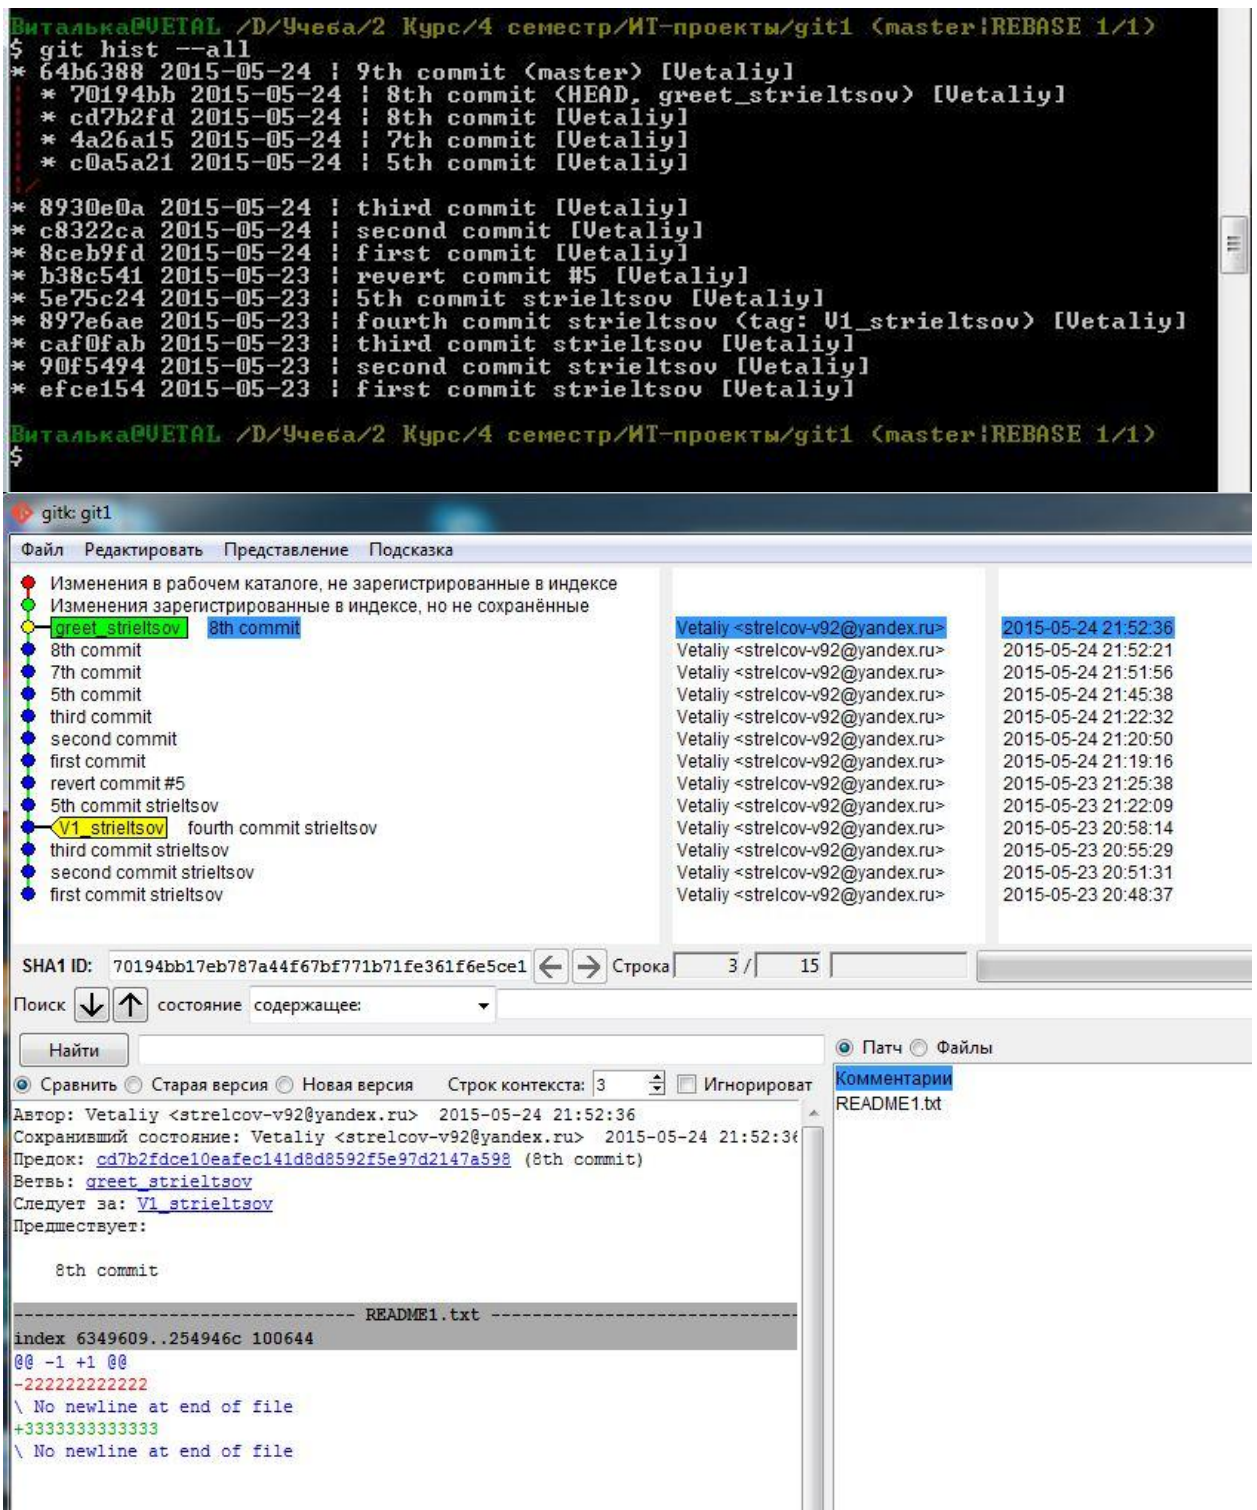 Виталька@VETAL /D/Учеба/2 Курс/4 семестр/ИТ-проекты/git1 (master|REBASE 1/1)
$ git hist --all
* 64b6388 2015-05-24 | 9th commit (master) [Vetaliy]
| * 70194bb 2015-05-24 | 8th commit (HEAD, greet_strieltsov) [Vetaliy]
| * cd7b2fd 2015-05-24 | 8th commit [Vetaliy]
| * 4a26a15 2015-05-24 | 7th commit [Vetaliy]
| * c0a5a21 2015-05-24 | 5th commit [Vetaliy]
|/
* 8930e0a 2015-05-24 | third commit [Vetaliy]
* c8322ca 2015-05-24 | second commit [Vetaliy]
* 8ceb9fd 2015-05-24 | first commit [Vetaliy]
* b38c541 2015-05-23 | revert commit #5 [Vetaliy]
* 5e75c24 2015-05-23 | 5th commit strieltsov [Vetaliy]
* 897e6ae 2015-05-23 | fourth commit strieltsov (tag: V1_strieltsov) [Vetaliy]
* caf0fab 2015-05-23 | third commit strieltsov [Vetaliy]
* 90f5494 2015-05-23 | second commit strieltsov [Vetaliy]
* efce154 2015-05-23 | first commit strieltsov [Vetaliy]
Виталька@VETAL /D/Учеба/2 Курс/4 семестр/ИТ-проекты/git1 (master|REBASE 1/1)
$
gitk: git1
Файл Редактировать Представление Подсказка
Изменения в рабочем каталоге, не зарегистрированные в индексе
Изменения зарегистрированные в индексе, но не сохранённые
greet_strieltsov 8th commit Vetaliy <strelcov-v92@yandex.ru> 2015-05-24 21:52:36
8th commit Vetaliy <strelcov-v92@yandex.ru> 2015-05-24 21:52:21
7th commit Vetaliy <strelcov-v92@yandex.ru> 2015-05-24 21:51:56
5th commit Vetaliy <strelcov-v92@yandex.ru> 2015-05-24 21:45:38
third commit Vetaliy <strelcov-v92@yandex.ru> 2015-05-24 21:22:32
second commit Vetaliy <strelcov-v92@yandex.ru> 2015-05-24 21:20:50
first commit Vetaliy <strelcov-v92@yandex.ru> 2015-05-24 21:19:16
revert commit #5 Vetaliy <strelcov-v92@yandex.ru> 2015-05-23 21:25:38
5th commit strieltsov Vetaliy <strelcov-v92@yandex.ru> 2015-05-23 21:22:09
V1_strieltsov fourth commit strieltsov Vetaliy <strelcov-v92@yandex.ru> 2015-05-23 20:58:14
third commit strieltsov Vetaliy <strelcov-v92@yandex.ru> 2015-05-23 20:55:29
second commit strieltsov Vetaliy <strelcov-v92@yandex.ru> 2015-05-23 20:51:31
first commit strieltsov Vetaliy <strelcov-v92@yandex.ru> 2015-05-23 20:48:37
SHA1 ID: 70194bb17eb787a44f67bf771b71fe361f6e5ce1 Строка 3 / 15
Поиск состояние содержащее:
Найти
Патч Файлы
Сравнить Старая версия Новая версия Строк контекста: 3 Игнорироват
Комментарии
README1.txt
Автор: Vetaliy <strelcov-v92@yandex.ru> 2015-05-24 21:52:36
Сохранивший состояние: Vetaliy <strelcov-v92@yandex.ru> 2015-05-24 21:52:36
Предок: cd7b2fdce10eafec141d8d8592f5e97d2147a598 (8th commit)
Ветвь: greet_strieltsov
Следует за: V1_strieltsov
Предшествует:
8th commit
-------------------------------- README1.txt -----------------------------
index 6349609..254946c 100644
@@ -1 +1 @@
-222222222222
\ No newline at end of file
+3333333333333
\ No newline at end of file